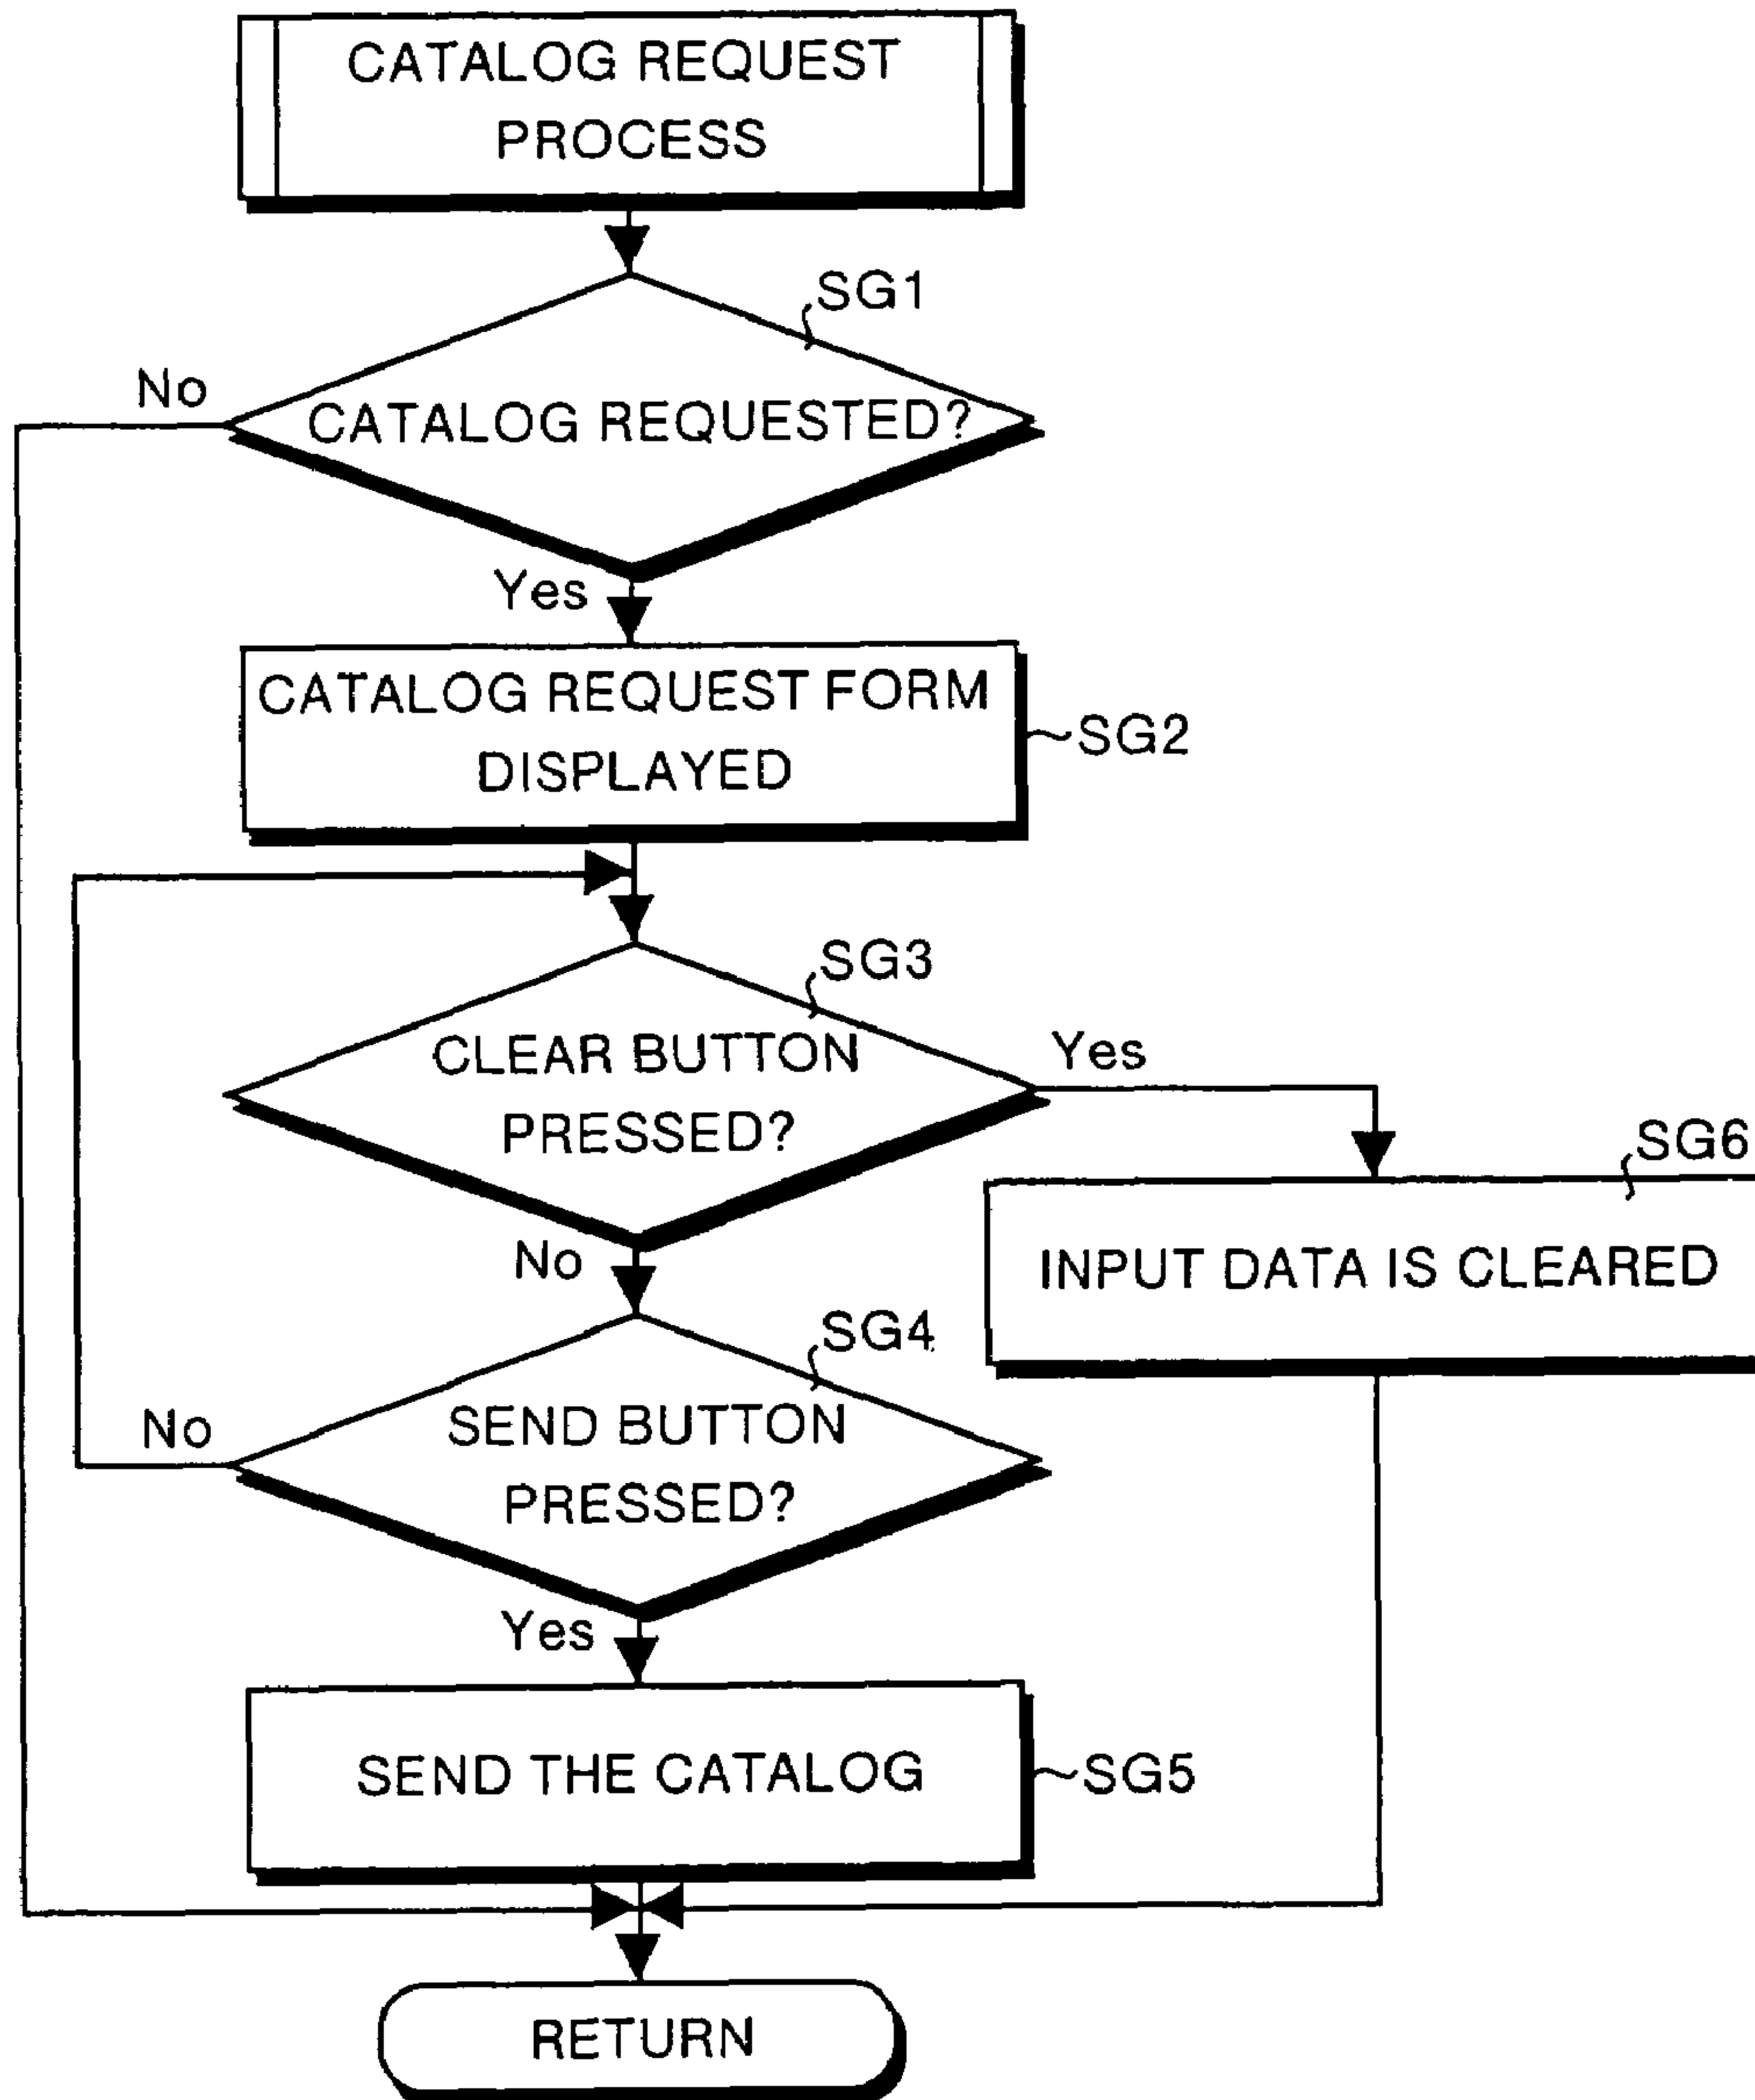 CATALOG REQUEST
PROCESS
SG1
No
CATALOG REQUESTED?
Yes
CATALOG REQUEST FORM
DISPLAYED
SG2
SG3
CLEAR BUTTON
PRESSED?
Yes
SG6
No
INPUT DATA IS CLEARED
SG4
No
SEND BUTTON
PRESSED?
Yes
SEND THE CATALOG
SG5
RETURN